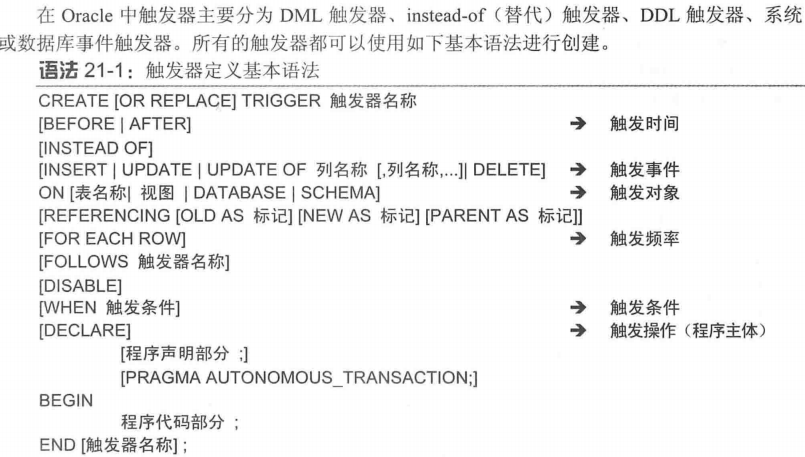 在 Oracle 中触发器主要分为 DML 触发器、instead-of（替代）触发器、DDL 触发器、系统
或数据库事件触发器。所有的触发器都可以使用如下基本语法进行创建。
语法 21-1：触发器定义基本语法
CREATE [OR REPLACE] TRIGGER 触发器名称
[BEFORE | AFTER] ➔ 触发时间
[INSTEAD OF]
[INSERT | UPDATE | UPDATE OF 列名称 [,列名称,...]| DELETE] ➔ 触发事件
ON [表名称| 视图 | DATABASE | SCHEMA] ➔ 触发对象
[REFERENCING [OLD AS 标记] [NEW AS 标记] [PARENT AS 标记]]
[FOR EACH ROW] ➔ 触发频率
[FOLLOWS 触发器名称]
[DISABLE]
[WHEN 触发条件] ➔ 触发条件
[DECLARE] ➔ 触发操作（程序主体）
[程序声明部分 ;]
[PRAGMA AUTONOMOUS_TRANSACTION;]
BEGIN
程序代码部分 ;
END [触发器名称] ;